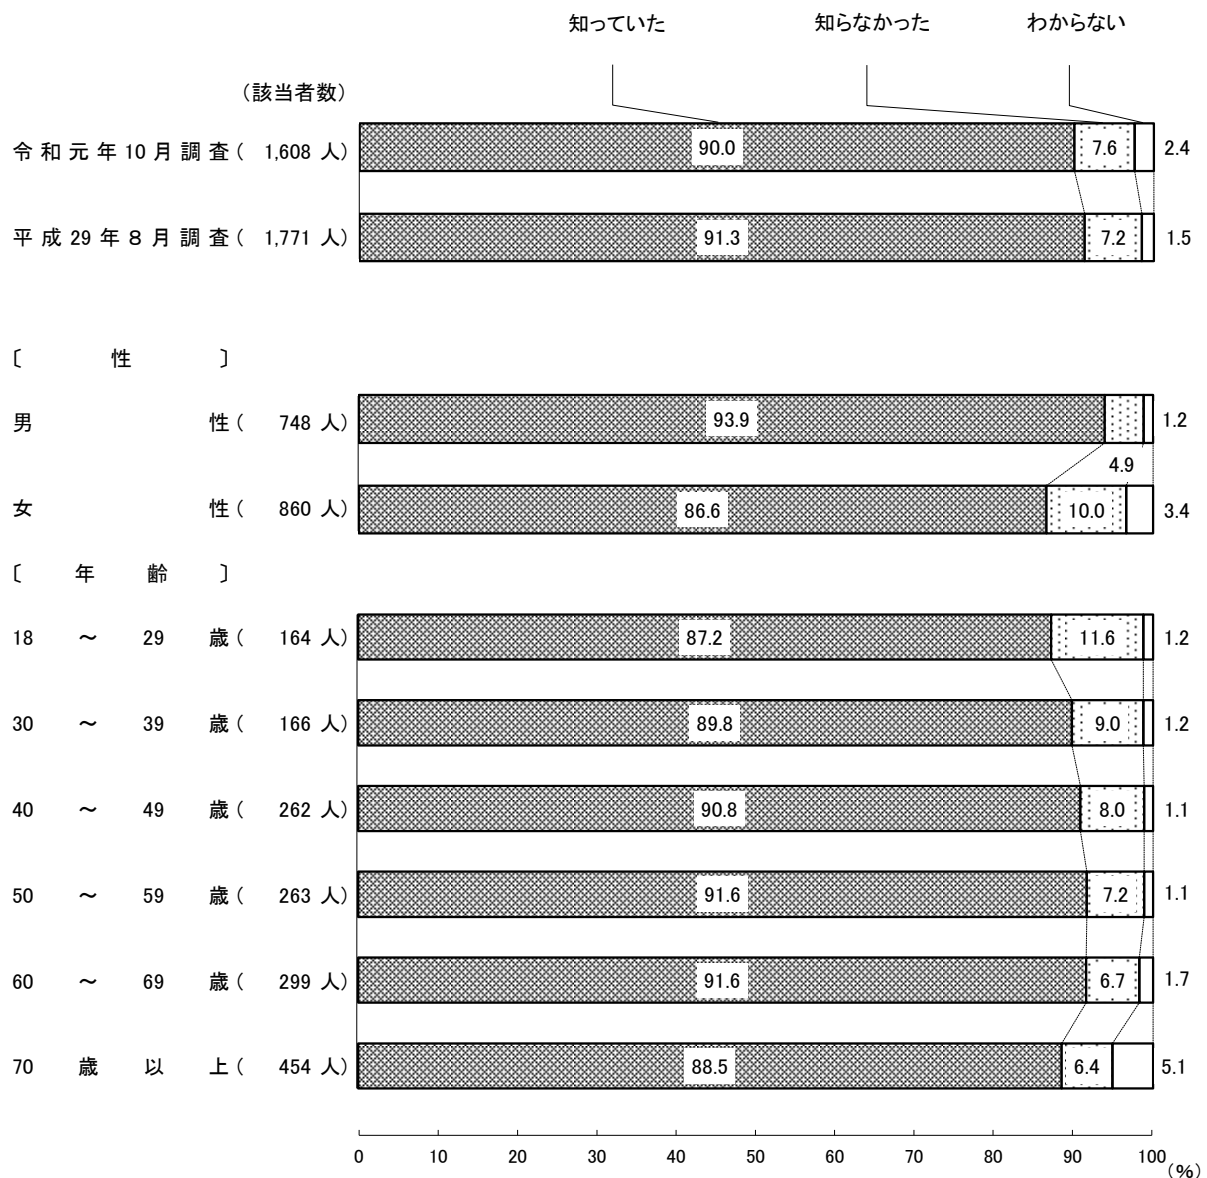 知っていた 知らなかった わからない
(該当者数)
令和元年10月調査( 1,608 人) 90.0 7.6 2.4
平成29年8月調査( 1,771 人) 91.3 7.2 1.5
〔 性 〕
男性( 748 人) 93.9 1.2
4.9
女性( 860 人) 86.6 10.0 3.4
〔 年齢 〕
18 ～ 29 歳( 164 人) 87.2 11.6 1.2
30 ～ 39 歳( 166 人) 89.8 9.0 1.2
40 ～ 49 歳( 262 人) 90.8 8.0 1.1
50 ～ 59 歳( 263 人) 91.6 7.2 1.1
60 ～ 69 歳( 299 人) 91.6 6.7 1.7
70 歳以上( 454 人) 88.5 6.4 5.1
0 10 20 30 40 50 60 70 80 90 100
(%)